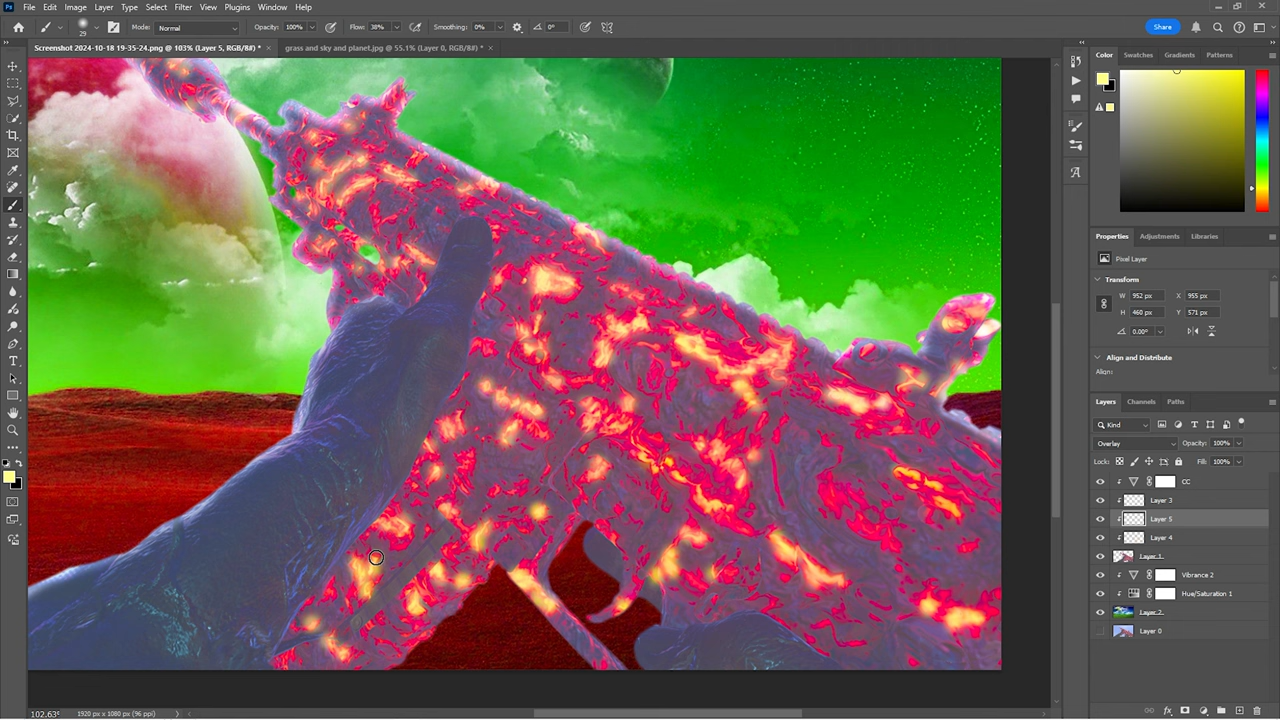 Ps File Edit Image Layer Type Select Filter View Plugins Window Help
29 Mode: Normal Opacity: 100% Flow: 38% Smoothing: 0% 0° Share
Screenshot 2024-10-18 19-35-24.png @ 103% (Layer 5, RGB/8#) * × grass and sky and planet.jpg @ 55.1% (Layer 0, RGB/8#) * ×
Color Swatches Gradients Patterns
Properties Adjustments Libraries
Pixel Layer
Transform
W 952 px X 955 px
H 460 px Y 571 px
0.00°
Align and Distribute
Align:
Layers Channels Paths
Kind
Overlay Opacity: 100%
Lock: Fill: 100%
CC
Layer 3
Layer 5
Layer 4
Layer 1
Vibrance 2
Hue/Saturation 1
Layer 2
Layer 0
102.63% 1920 px x 1080 px (96 ppi)
fx